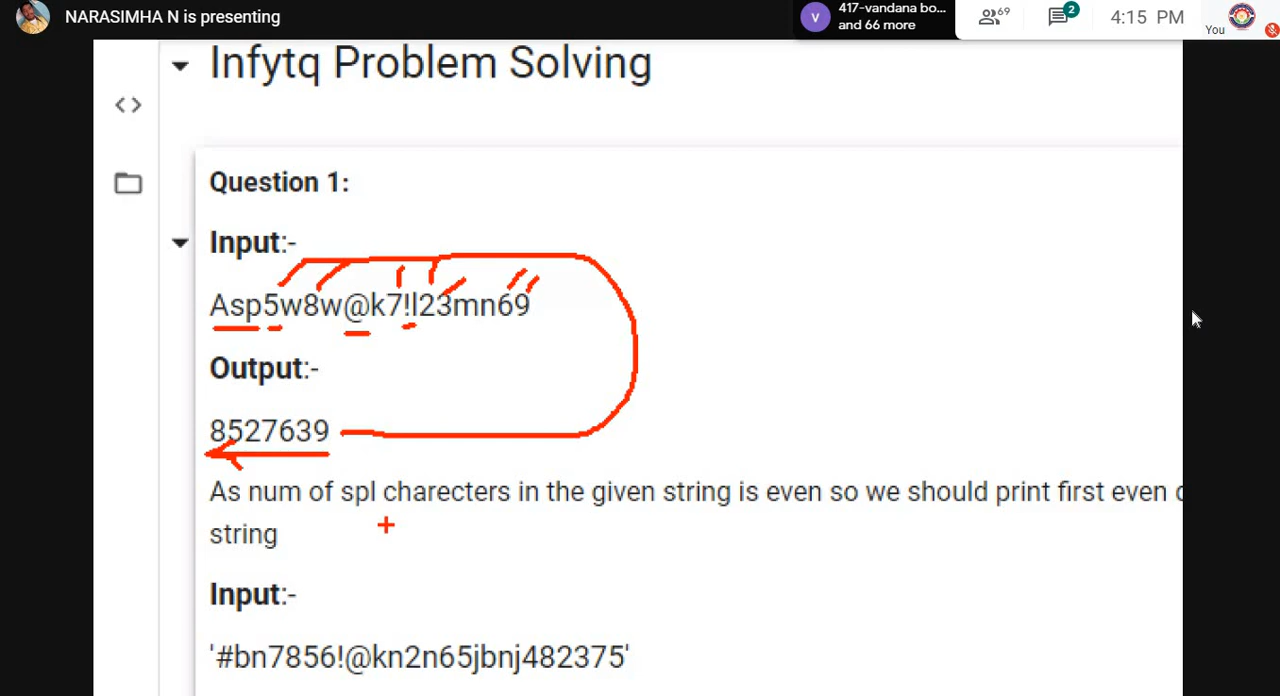 NARASIMHA N is presenting
V
417-vandana bo...
and 66 more
69
2
4:15 PM
You
Infytq Problem Solving
Question 1:
Input:-
Asp5w8w@k7!l23mn69
Output:-
8527639
As num of spl charecters in the given string is even so we should print first even
string
Input:-
'#bn7856!@kn2n65jbnj482375'